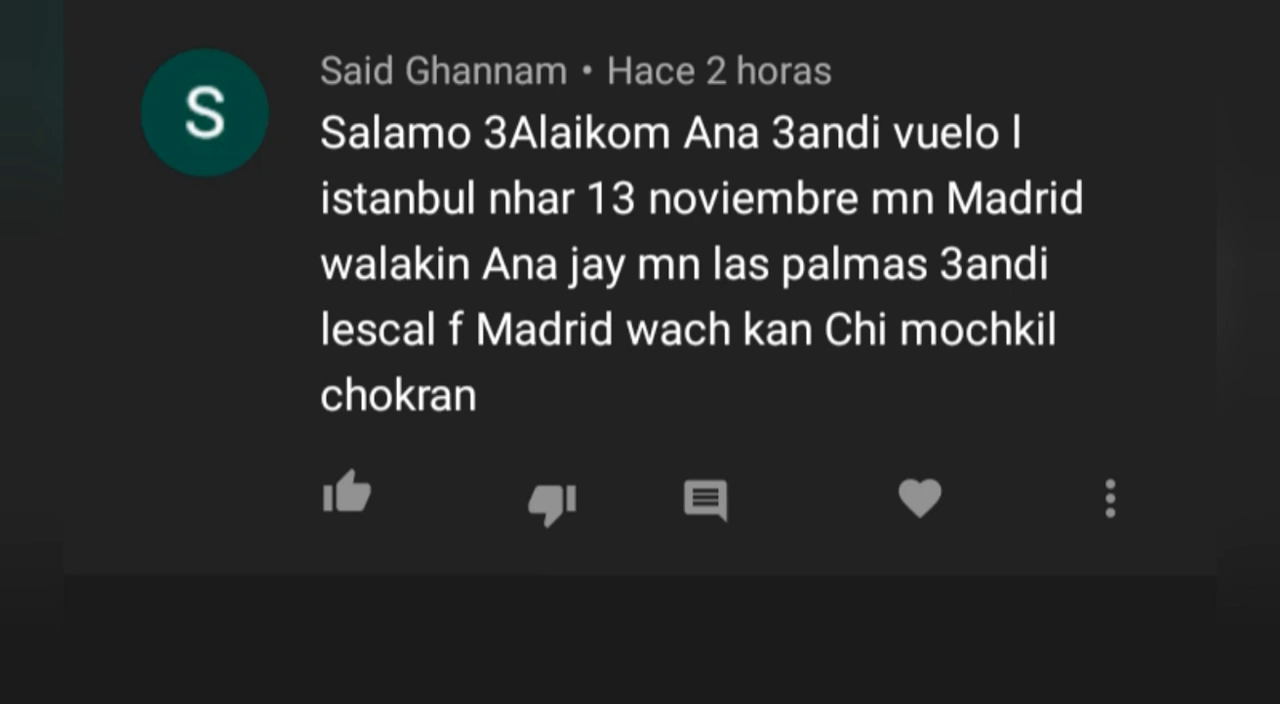 S
Said Ghannam • Hace 2 horas
Salamo 3Alaikom Ana 3andi vuelo l
istanbul nhar 13 noviembre mn Madrid
walakin Ana jay mn las palmas 3andi
lescal f Madrid wach kan Chi mochkil
chokran